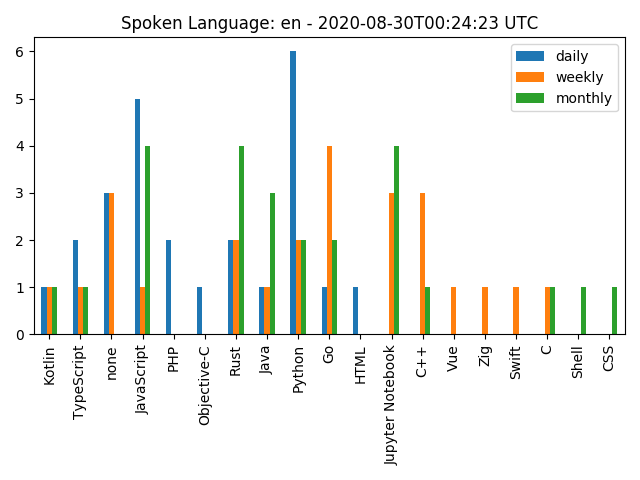 Spoken Language: en - 2020-08-30T00:24:23 UTC
daily
weekly
monthly
6
5
4
3
2
1
0
Kotlin
TypeScript
none
JavaScript
PHP
Objective-C
Rust
Java
Python
Go
HTML
Jupyter Notebook
C++
Vue
Zig
Swift
C
Shell
CSS